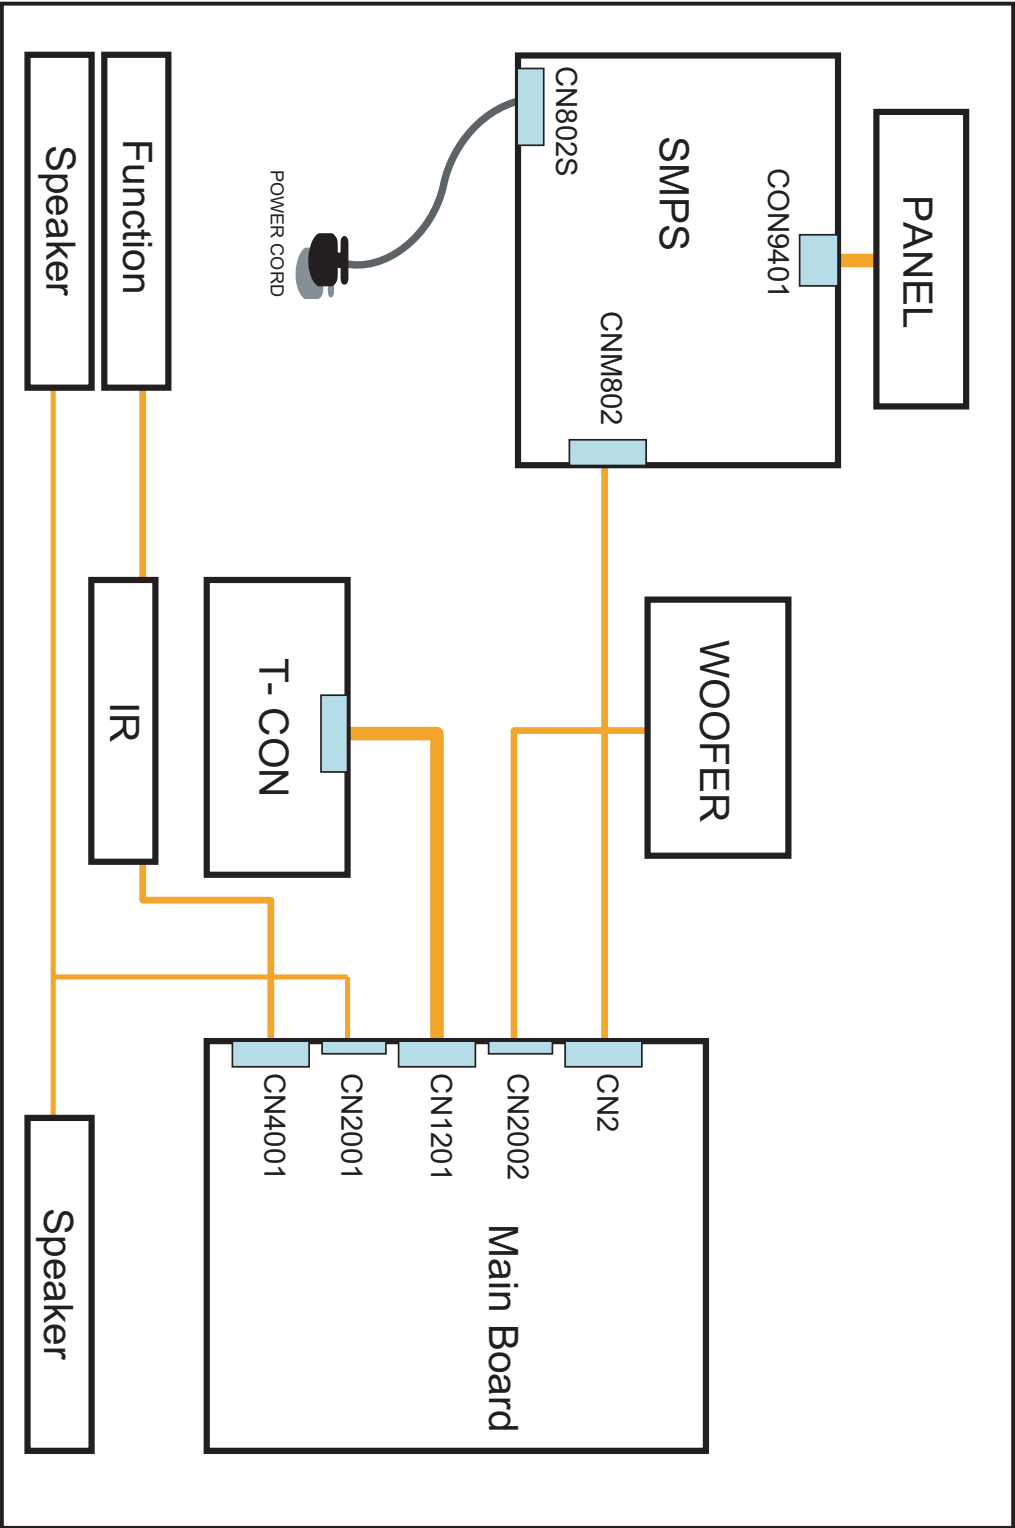 PANEL
CON9401
SMPS
CNM802
CN802S
POWER CORD
WOOFER
T- CON
IR
Function
Speaker
CN2
CN2002
CN1201
CN2001
CN4001
Main Board
Speaker